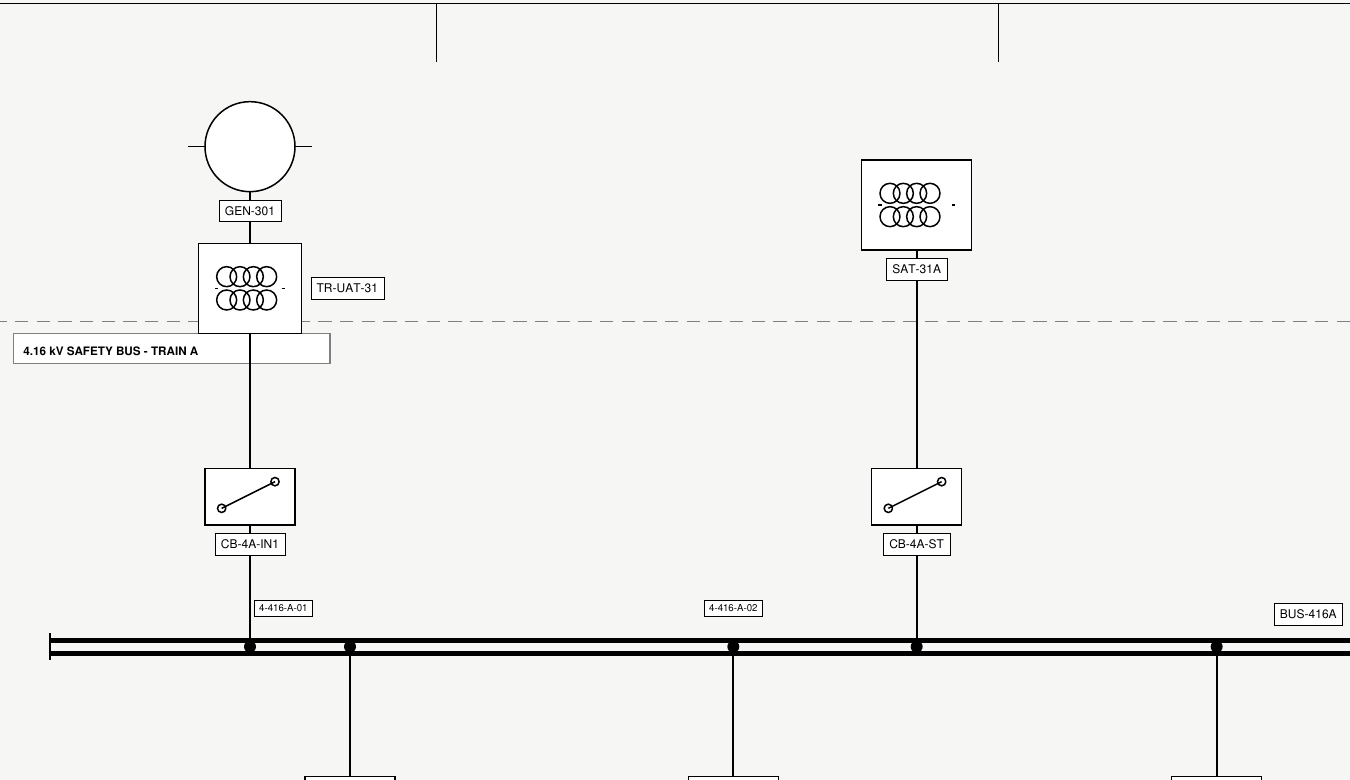 GEN-301
SAT-31A
TR-UAT-31
4.16 kV SAFETY BUS - TRAIN A
CB-4A-IN1
CB-4A-ST
4-416-A-01
4-416-A-02
BUS-416A